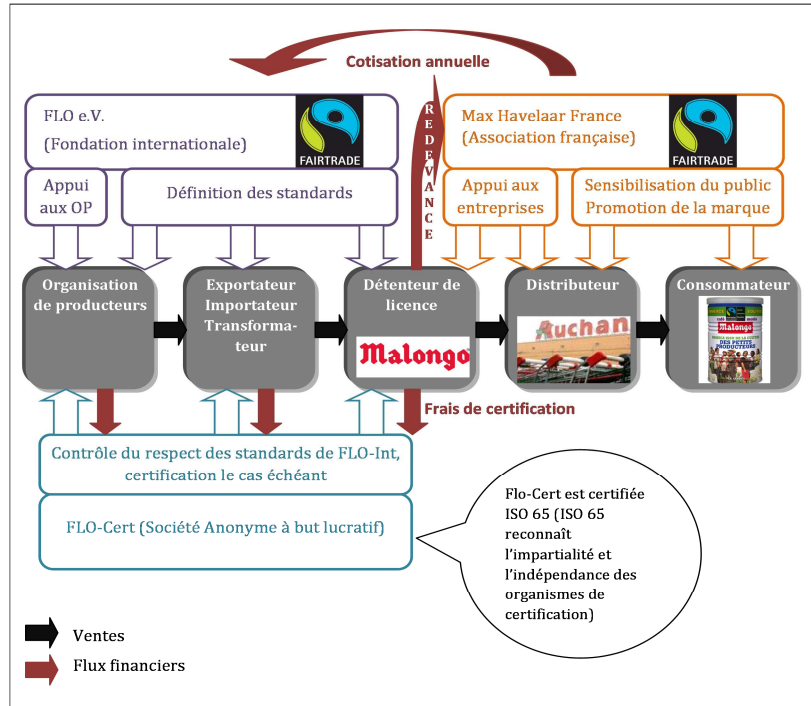 Cotisation annuelle
FLO e.V.
(Fondation internationale)
FAIRTRADE
REDEVANCE
Max Havelaar France
(Association française)
FAIRTRADE
Appui
aux OP
Définition des standards
Appui aux
entreprises
Sensibilisation du public
Promotion de la marque
Organisation
de producteurs
Exportateur
Importateur
Transforma-
teur
Détenteur de
licence
Malongo
Distributeur
Auchan
Consommateur
Malongo
DES PETITS
PRODUCTEURS
Frais de certification
Contrôle du respect des standards de FLO-Int,
certification le cas échéant
FLO-Cert (Société Anonyme à but lucratif)
Flo-Cert est certifiée
ISO 65 (ISO 65
reconnaît
l'impartialité et
l'indépendance des
organismes de
certification)
Ventes
Flux financiers